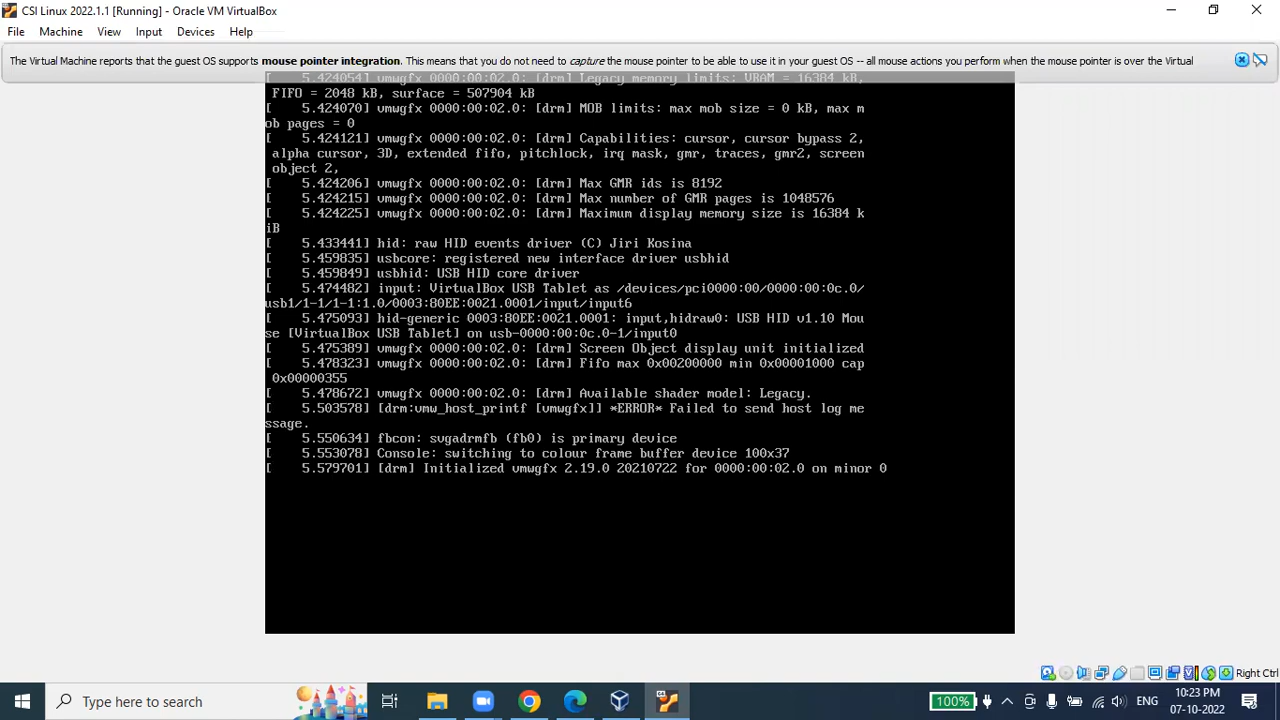 CSI Linux 2022.1.1 [Running] - Oracle VM VirtualBox
File Machine View Input Devices Help
The Virtual Machine reports that the guest OS supports mouse pointer integration. This means that you do not need to capture the mouse pointer to be able to use it in your guest OS -- all mouse actions you perform when the mouse pointer is over the Virtual
[    5.424054] vmwgfx 0000:00:02.0: [drm] Legacy memory limits: VRAM = 16384 kB,
 FIFO = 2048 kB, surface = 507904 kB
[    5.424070] vmwgfx 0000:00:02.0: [drm] MOB limits: max mob size = 0 kB, max m
ob pages = 0
[    5.424121] vmwgfx 0000:00:02.0: [drm] Capabilities: cursor, cursor bypass 2,
 alpha cursor, 3D, extended fifo, pitchlock, irq mask, gmr, traces, gmr2, screen
 object 2,
[    5.424206] vmwgfx 0000:00:02.0: [drm] Max GMR ids is 8192
[    5.424215] vmwgfx 0000:00:02.0: [drm] Max number of GMR pages is 1048576
[    5.424225] vmwgfx 0000:00:02.0: [drm] Maximum display memory size is 16384 k
iB
[    5.433441] hid: raw HID events driver (C) Jiri Kosina
[    5.459835] usbcore: registered new interface driver usbhid
[    5.459849] usbhid: USB HID core driver
[    5.474482] input: VirtualBox USB Tablet as /devices/pci0000:00/0000:00:0c.0/
usb1/1-1/1-1:1.0/0003:80EE:0021.0001/input/input6
[    5.475093] hid-generic 0003:80EE:0021.0001: input,hidraw0: USB HID v1.10 Mou
se [VirtualBox USB Tablet] on usb-0000:00:0c.0-1/input0
[    5.475389] vmwgfx 0000:00:02.0: [drm] Screen Object display unit initialized
[    5.478323] vmwgfx 0000:00:02.0: [drm] Fifo max 0x00200000 min 0x00001000 cap
 0x00000355
[    5.478672] vmwgfx 0000:00:02.0: [drm] Available shader model: Legacy.
[    5.503578] [drm:vmw_host_printf [vmwgfx]] *ERROR* Failed to send host log me
ssage.
[    5.550634] fbcon: svgadrmfb (fb0) is primary device
[    5.553078] Console: switching to colour frame buffer device 100x37
[    5.579701] [drm] Initialized vmwgfx 2.19.0 20210722 for 0000:00:02.0 on minor 0
Right Ctrl
Type here to search
100%
ENG
10:23 PM
07-10-2022